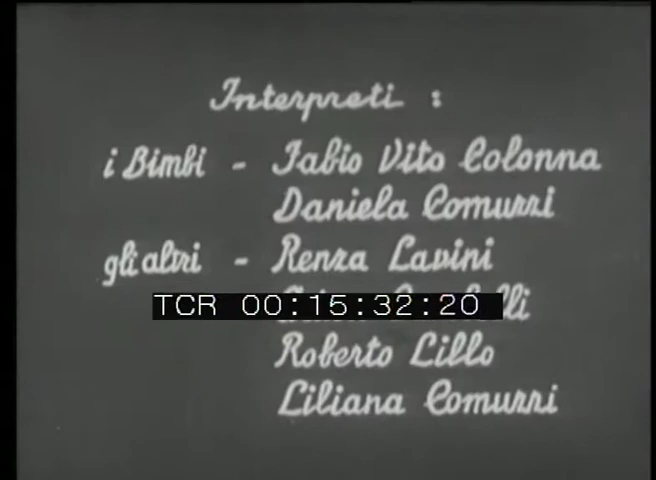 Interpreti :
i Bimbi - Fabio Vito Colonna
Daniela Comurri
gli altri - Renza Lavini
TCR 00:15:32:20
Roberto Lillo
Liliana Comurri